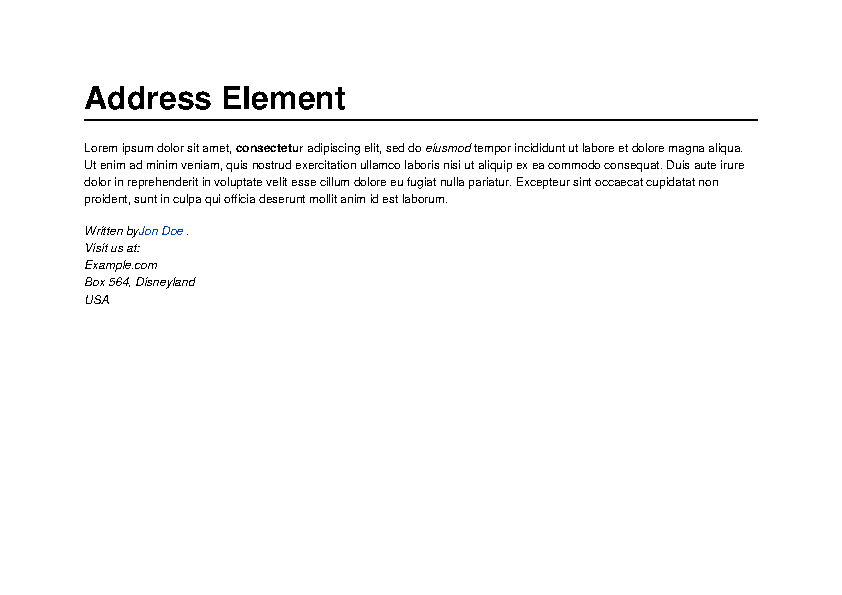 Address Element
Lorem ipsum dolor sit amet, consectetur adipiscing elit, sed do eiusmod tempor incididunt ut labore et dolore magna aliqua.
Ut enim ad minim veniam, quis nostrud exercitation ullamco laboris nisi ut aliquip ex ea commodo consequat. Duis aute irure
dolor in reprehenderit in voluptate velit esse cillum dolore eu fugiat nulla pariatur. Excepteur sint occaecat cupidatat non
proident, sunt in culpa qui officia deserunt mollit anim id est laborum.
Written byJon Doe .
Visit us at:
Example.com
Box 564, Disneyland
USA